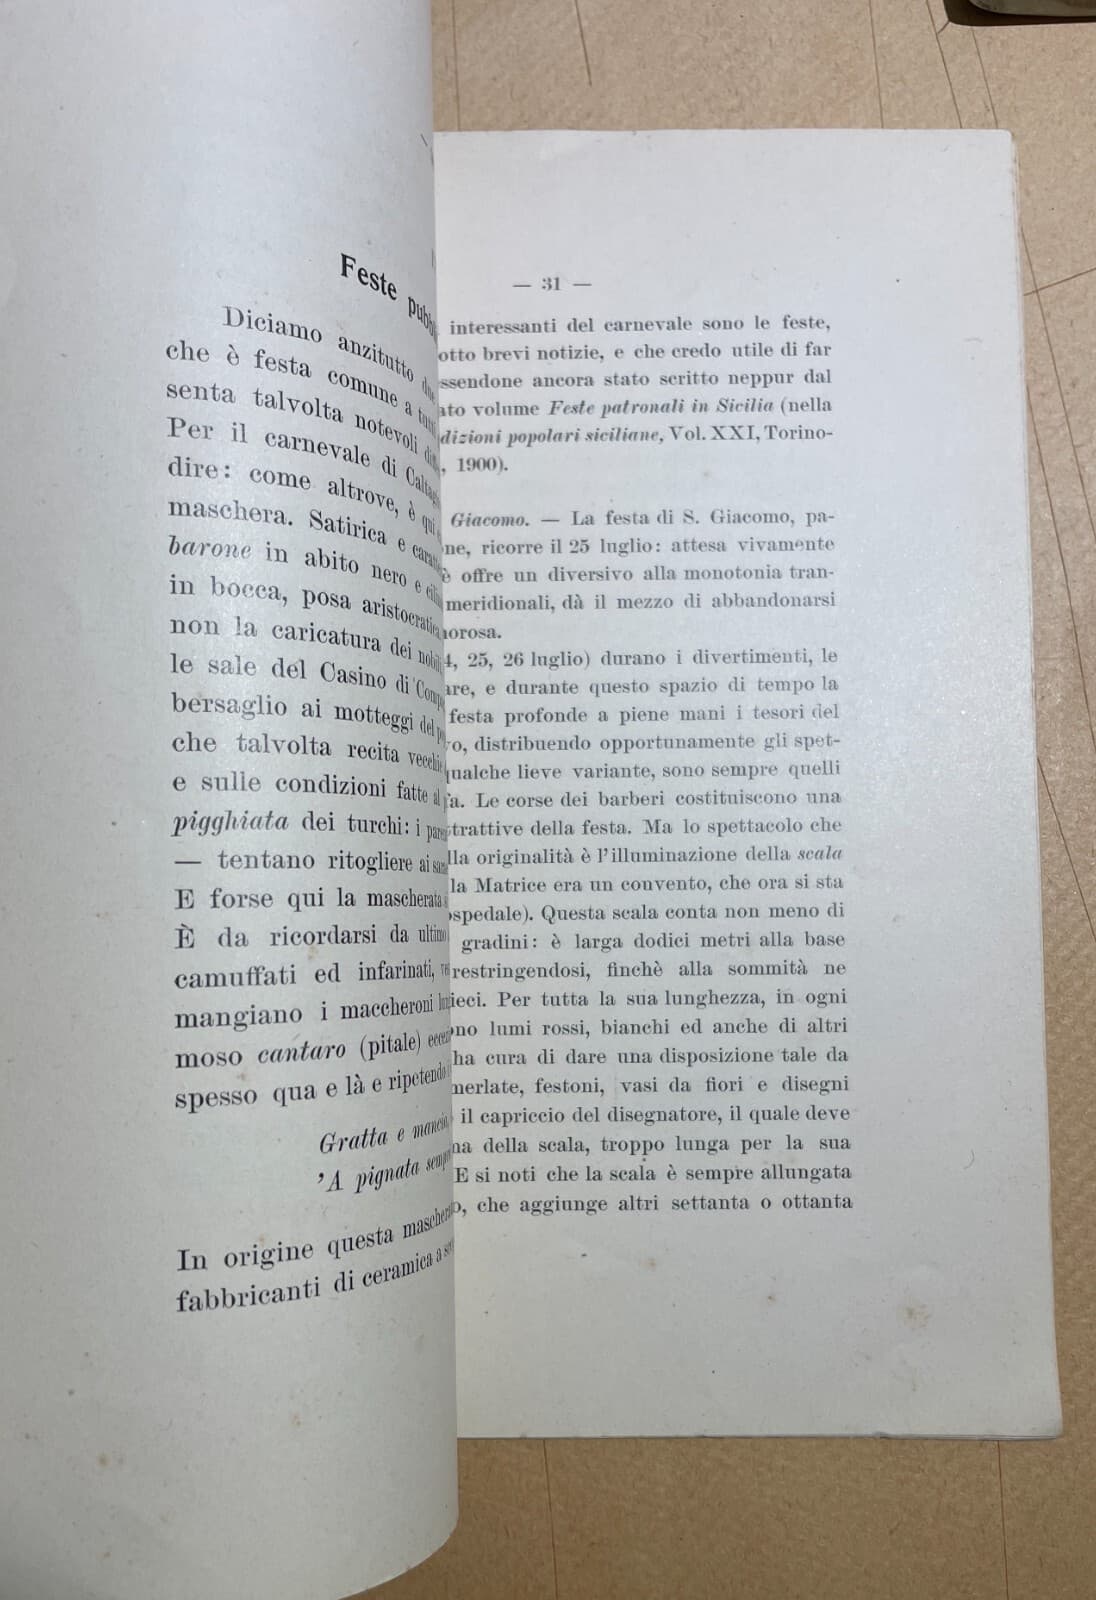 Feste
Diciamo anzitutto
che è festa comune a
senta talvolta notevoli
Per il carnevale di
dire: come altrove, è qui
maschera. Satirica e
barone in abito nero e
in bocca, posa aristocratica
non la caricatura dei
le sale del Casino di
bersaglio ai motteggi del
che talvolta recita vecchie
e sulle condizioni fatte al
pigghiata dei turchi: i
— tentano ritogliere ai
E forse qui la mascherata
È da ricordarsi da ultimo
camuffati ed infarinati,
mangiano i maccheroni
moso cantaro (pitale)
spesso qua e là e ripetendo
Gratta e
'A pignata
In origine questa
fabbricanti di ceramica a
— 31 —
interessanti del carnevale sono le feste,
otto brevi notizie, e che credo utile di far
ssendone ancora stato scritto neppur dal
ato volume Feste patronali in Sicilia (nella
dizioni popolari siciliane, Vol. XXI, Torino-
, 1900).
Giacomo. — La festa di S. Giacomo, pa-
ne, ricorre il 25 luglio: attesa vivamente
è offre un diversivo alla monotonia tran-
meridionali, dà il mezzo di abbandonarsi
orosa.
4, 25, 26 luglio) durano i divertimenti, le
are, e durante questo spazio di tempo la
festa profonde a piene mani i tesori del
vo, distribuendo opportunamente gli spet-
qualche lieve variante, sono sempre quelli
fa. Le corse dei barberi costituiscono una
trattive della festa. Ma lo spettacolo che
lla originalità è l'illuminazione della scala
la Matrice era un convento, che ora si sta
ospedale). Questa scala conta non meno di
gradini: è larga dodici metri alla base
restringendosi, finchè alla sommità ne
ieci. Per tutta la sua lunghezza, in ogni
no lumi rossi, bianchi ed anche di altri
ha cura di dare una disposizione tale da
merlate, festoni, vasi da fiori e disegni
il capriccio del disegnatore, il quale deve
na della scala, troppo lunga per la sua
E si noti che la scala è sempre allungata
o, che aggiunge altri settanta o ottanta